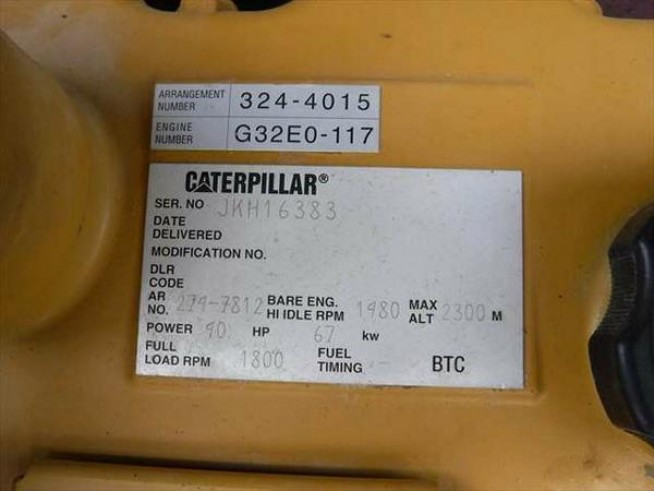 ARRANGEMENT NUMBER 324-4015
ENGINE NUMBER G32E0-117
CATERPILLAR®
SER. NO JKH16383
DATE
DELIVERED
MODIFICATION NO.
DLR
CODE
AR NO. 279-7812 BARE ENG. HI IDLE RPM 1980 MAX ALT 2300 M
POWER 90 HP 67 kw
FULL LOAD RPM 1800 FUEL TIMING BTC